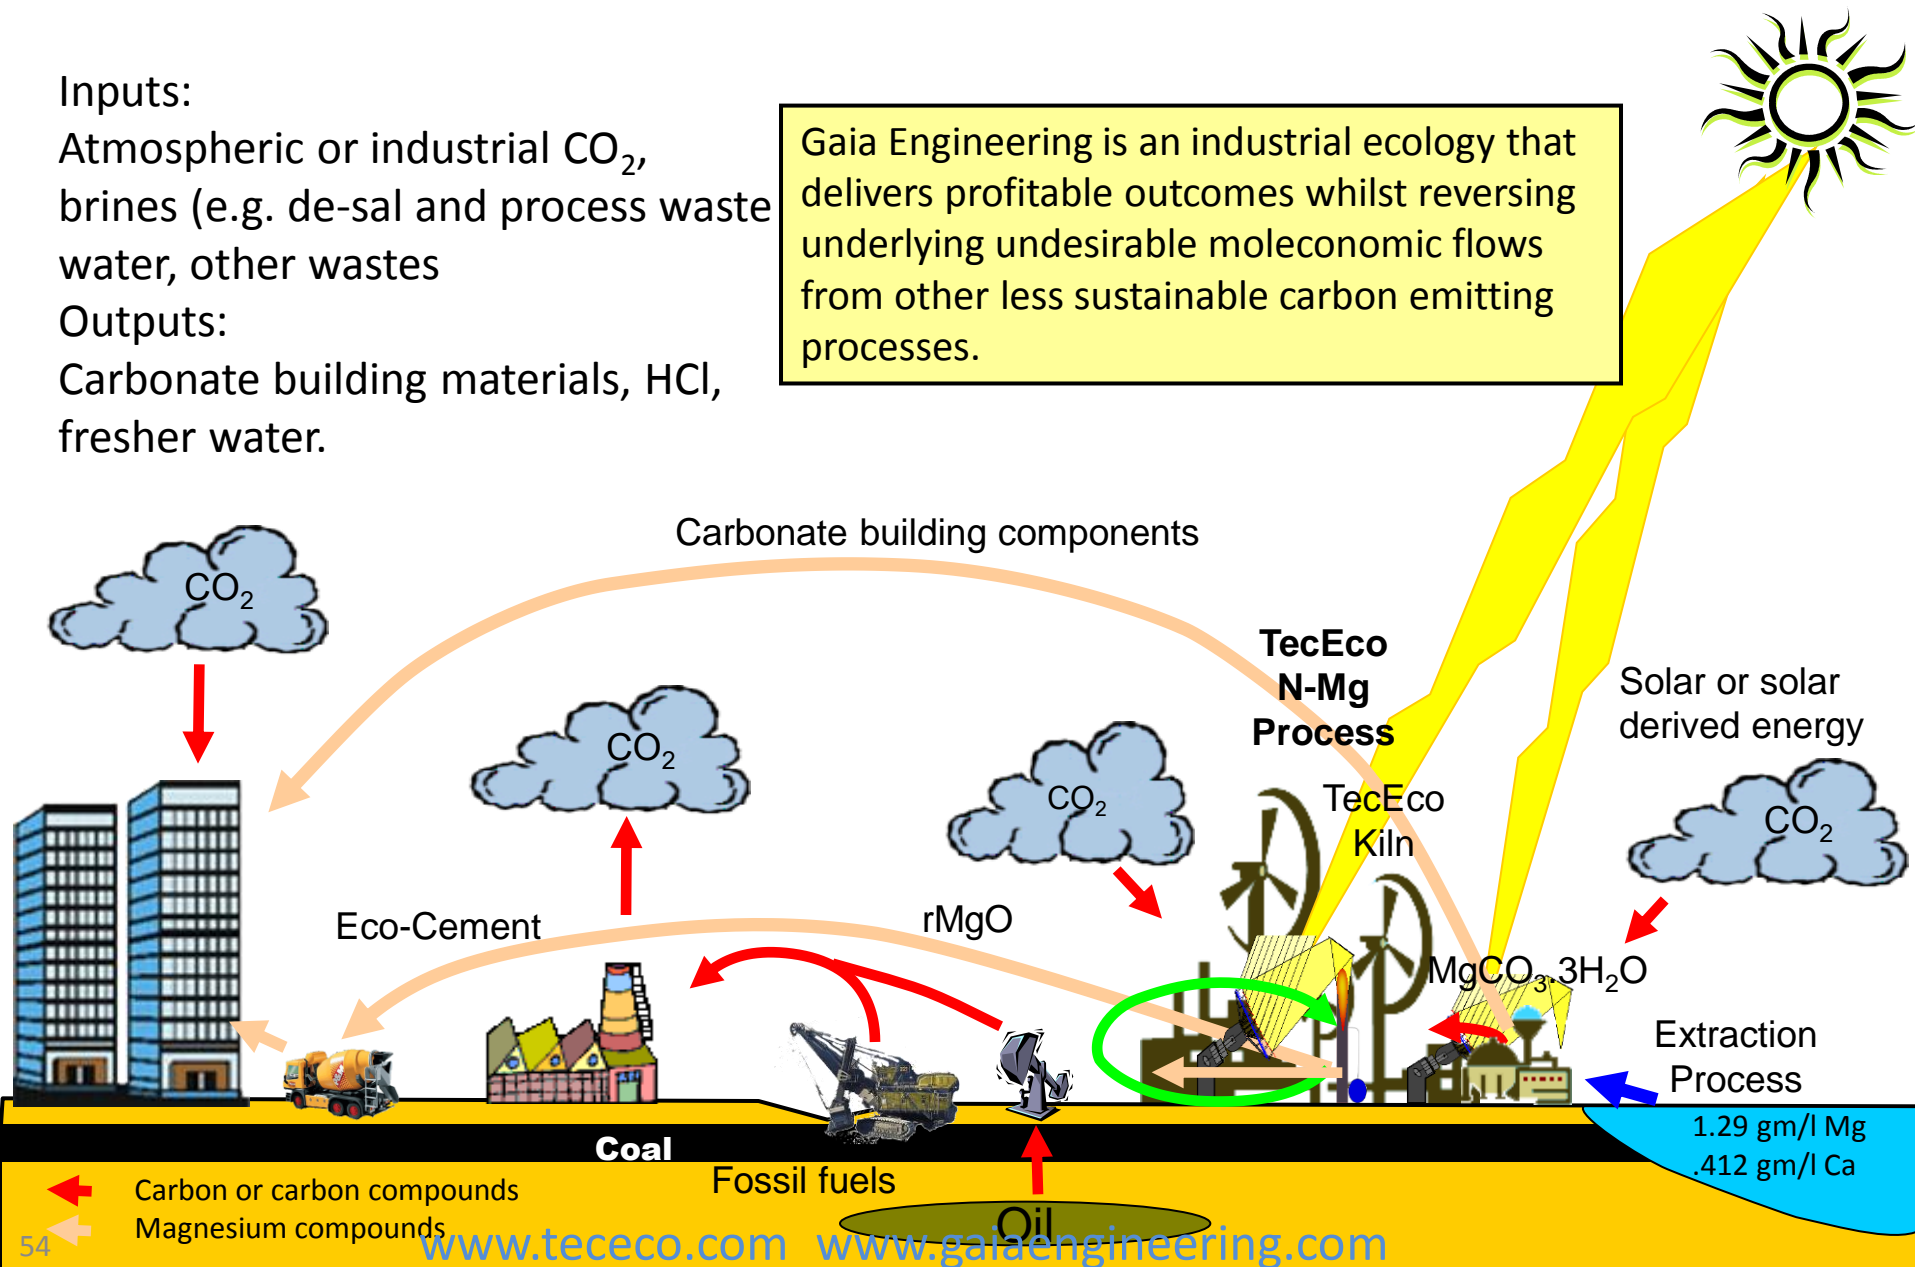 Inputs:
Atmospheric or industrial CO₂,
brines (e.g. de-sal and process waste
water, other wastes
Outputs:
Carbonate building materials, HCl,
fresher water.
Gaia Engineering is an industrial ecology that
delivers profitable outcomes whilst reversing
underlying undesirable moleconomic flows
from other less sustainable carbon emitting
processes.
Carbonate building components
CO₂
TecEco
N-Mg
Process
Solar or solar
derived energy
CO₂
CO₂
TecEco
Kiln
CO₂
Eco-Cement
rMgO
MgCO₃.3H₂O
Extraction
Process
1.29 gm/l Mg
.412 gm/l Ca
Coal
Fossil fuels
Oil
Carbon or carbon compounds
Magnesium compounds
54
www.tececo.com www.gaiaengineering.com